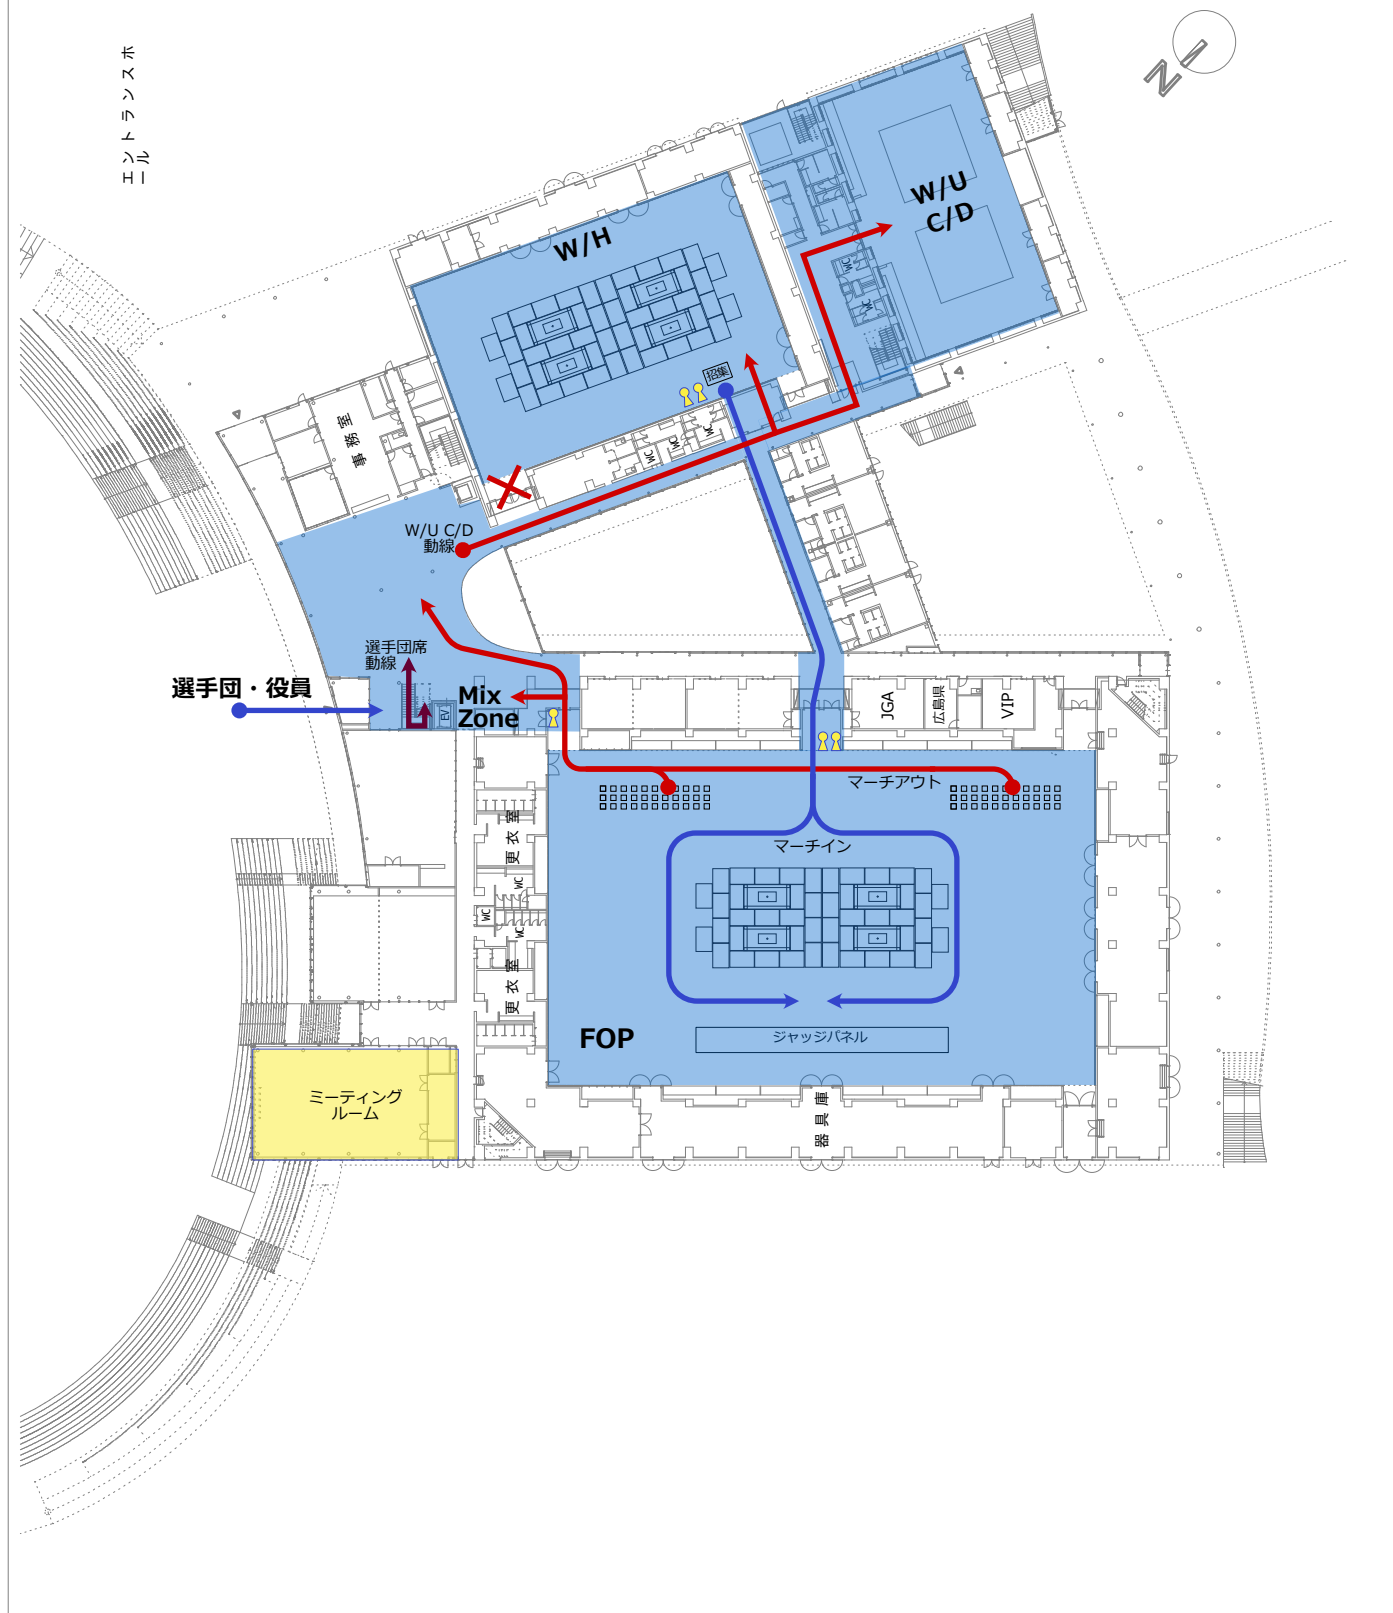 エントランスホ
ール
N
W/U
C/D
W/H
WC
WC
招集
事務室
WC
WC
WC
W/U C/D
動線
選手団席
動線
選手団・役員
Mix
Zone
EV
JGA
広島県
VIP
マーチアウト
マーチイン
更衣室
WC
WC
WC
更衣室
FOP
ジャッジパネル
ミーティング
ルーム
器具庫